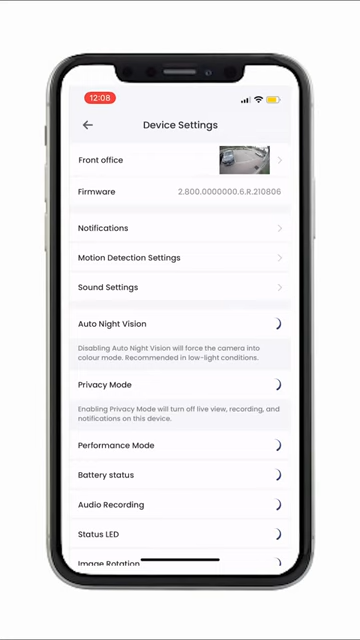 12:08
Device Settings
Front office
Firmware 2.800.0000000.6.R.210806
Notifications
Motion Detection Settings
Sound Settings
Auto Night Vision
Disabling Auto Night Vision will force the camera into
colour mode. Recommended in low-light conditions.
Privacy Mode
Enabling Privacy Mode will turn off live view, recording, and
notifications on this device.
Performance Mode
Battery status
Audio Recording
Status LED
Image Rotation